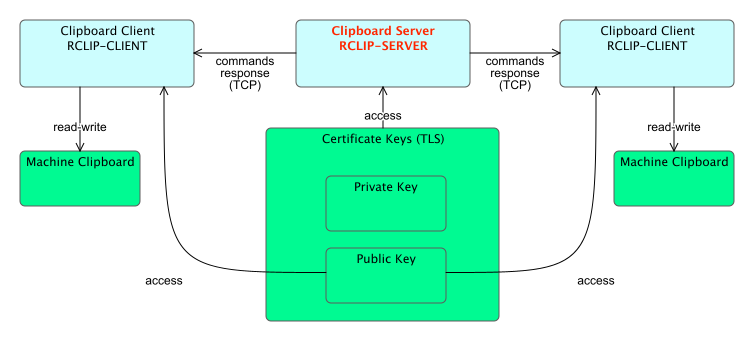 Clipboard Client
RCLIP-CLIENT
Clipboard Server
RCLIP-SERVER
Clipboard Client
RCLIP-CLIENT
commands
response
(TCP)
commands
response
(TCP)
access
read-write
read-write
Certificate Keys (TLS)
Machine Clipboard
Machine Clipboard
Private Key
Public Key
access
access